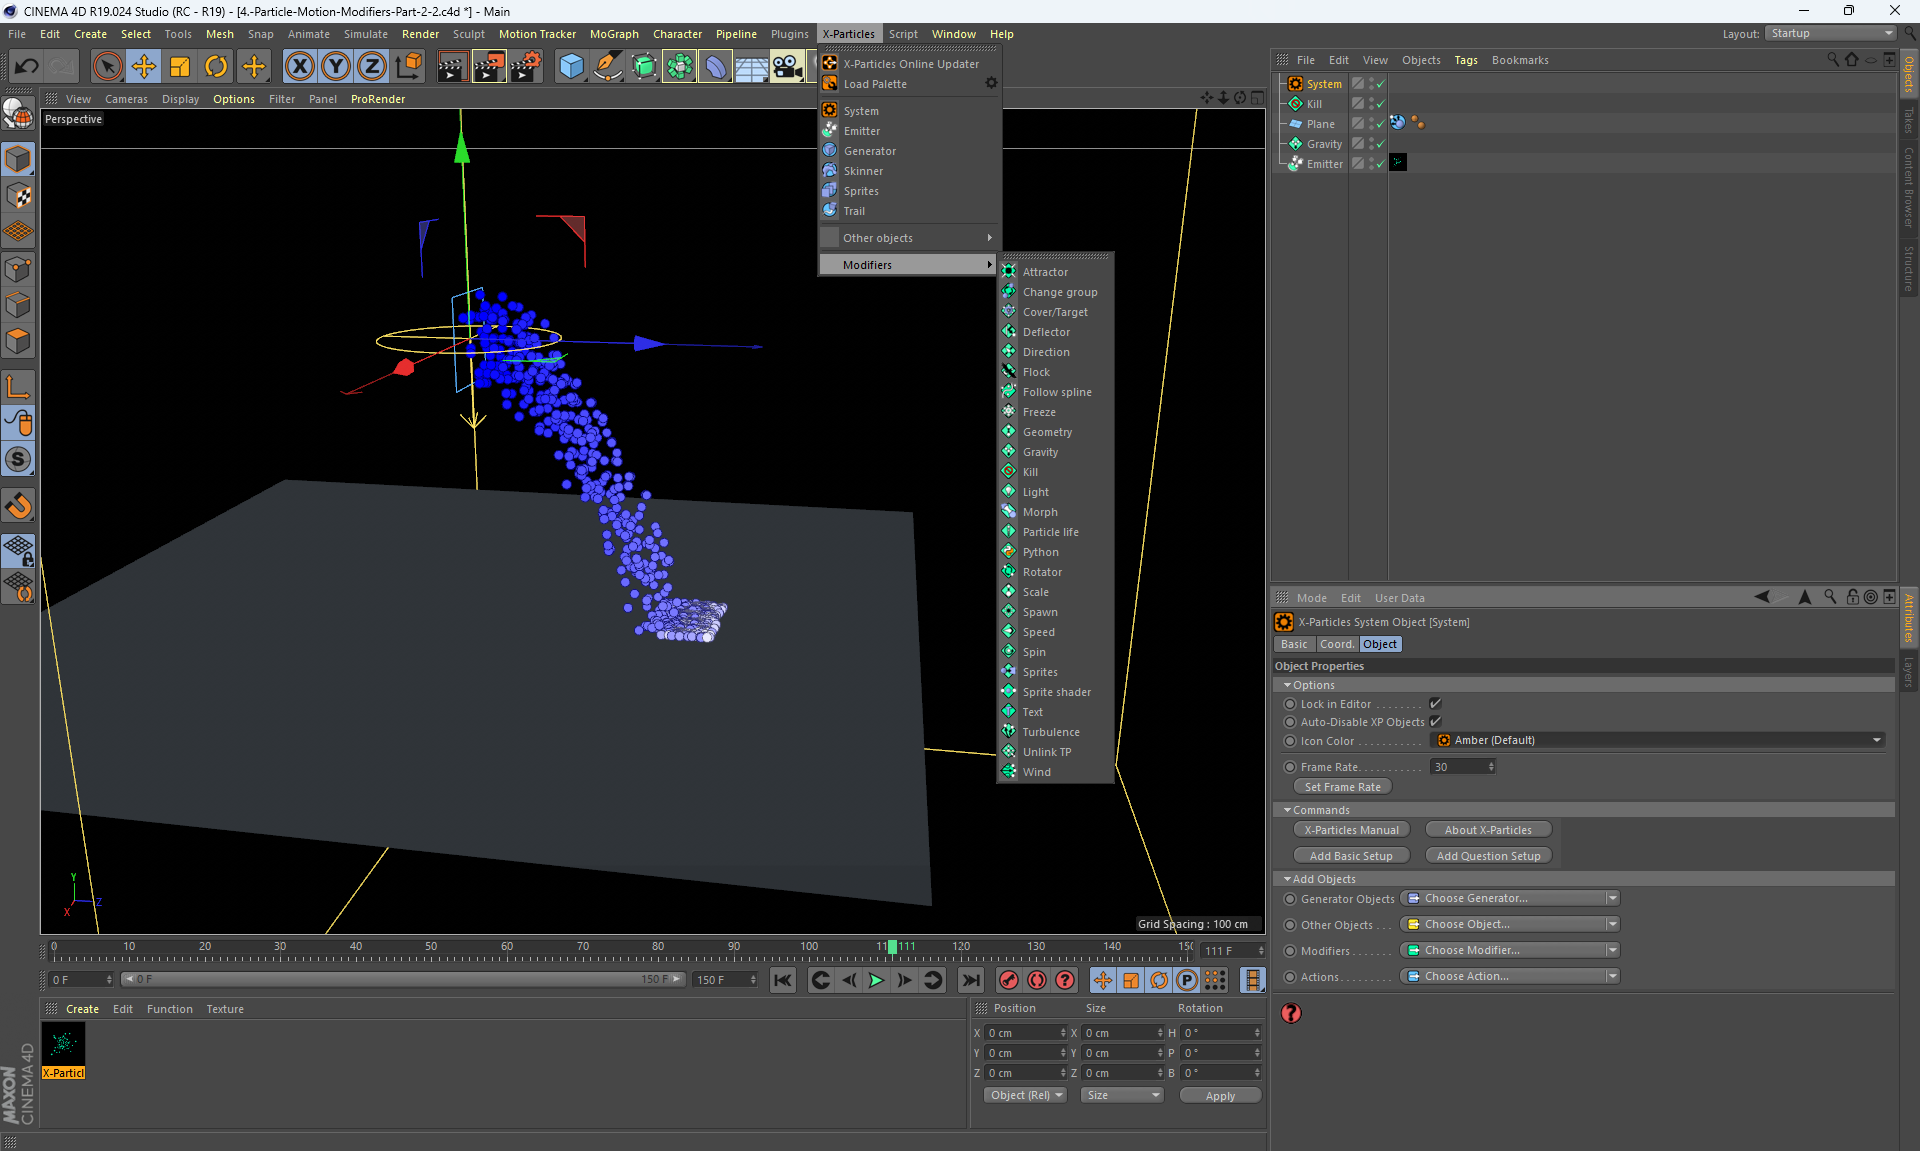 CINEMA 4D R19.024 Studio (RC - R19) - [4.-Particle-Motion-Modifiers-Part-2-2.c4d *] - Main
File Edit Create Select Tools Snap Mesh Animate Simulate Render Sculpt Motion Tracker MoGraph Character Pipeline Plugins X-Particles Script Window Help
Layout: Startup
X-Particles Online Updater
Load Palette
System
Emitter
Generator
Skinner
Sprites
Trail
Other objects
Modifiers
Attractor
Change group
Cover/Target
Deflector
Direction
Flock
Follow spline
Freeze
Geometry
Gravity
Kill
Light
Morph
Particle life
Python
Rotator
Scale
Spawn
Speed
Spin
Sprites
Sprite shader
Text
Turbulence
Unlink TP
Wind
View Cameras Display Options Filter Panel ProRender
Perspective
Y
Z
X
Grid Spacing : 100 cm
File Edit View Objects Tags Bookmarks
System
Kill
Plane
Gravity
Emitter
Objects
Takes
Content Browser
Structure
Mode Edit User Data
X-Particles System Object [System]
Basic Coord. Object
Object Properties
Options
Lock in Editor
Auto-Disable XP Objects
Icon Color Amber (Default)
Frame Rate 30
Set Frame Rate
Commands
X-Particles Manual About X-Particles
Add Basic Setup Add Question Setup
Add Objects
Generator Objects Choose Generator...
Other Objects Choose Object...
Modifiers Choose Modifier...
Actions Choose Action...
Attributes
Layers
0 10 20 30 40 50 60 70 80 90 100 11 111 120 130 140 150 111 F
0 F 0 F 150 F 150 F
Create Edit Function Texture
X-Particl
Position Size Rotation
X 0 cm X 0 cm H 0 °
Y 0 cm Y 0 cm P 0 °
Z 0 cm Z 0 cm B 0 °
Object (Rel) Size Apply
MAXON
CINEMA 4D